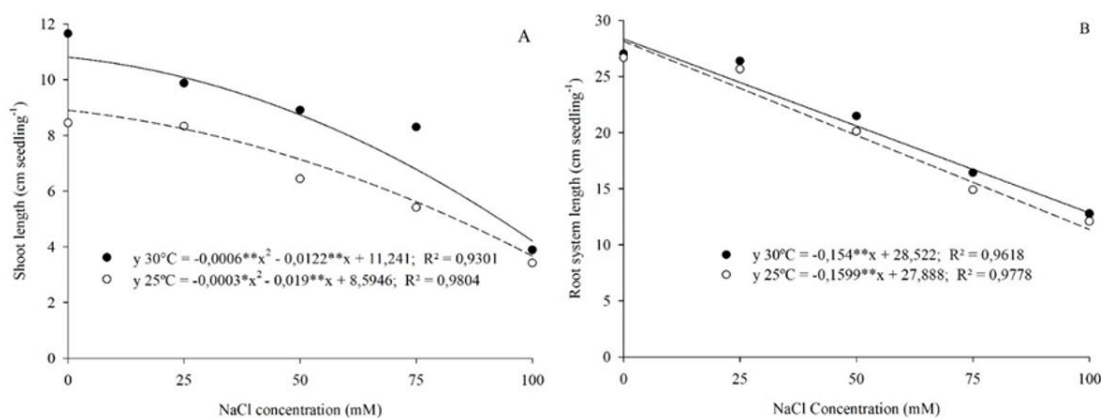 A
Shoot length (cm seedling-1)
14
12
10
8
6
4
2
0
y 30°C = -0,0006**x2 - 0,0122**x + 11,241; R2 = 0,9301
y 25ºC = -0,0003*x2 - 0,019**x + 8,5946; R2 = 0,9804
0 25 50 75 100
NaCl concentration (mM)
B
Root system length (cm seedling-1)
30
25
20
15
10
5
0
y 30ºC = -0,154**x + 28,522; R² = 0,9618
y 25ºC = -0,1599**x + 27,888; R² = 0,9778
0 25 50 75 100
NaCl Concentration (mM)